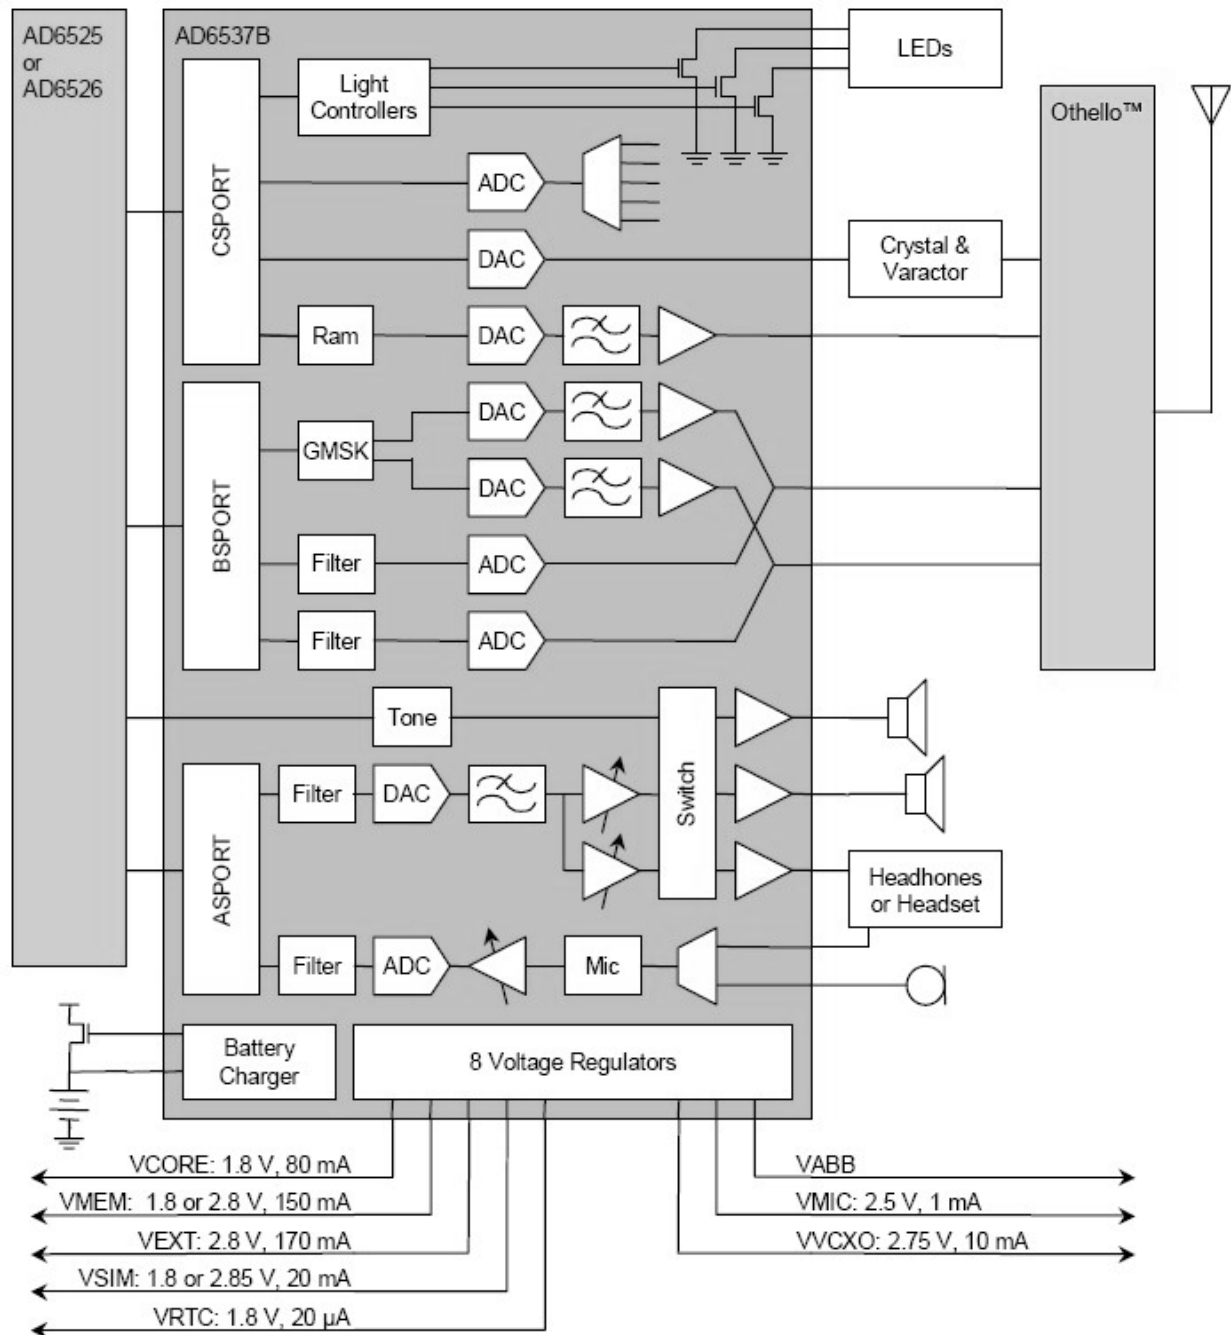 AD6525
or
AD6526
AD6537B
LEDs
Light
Controllers
Othello™
CSPORT
ADC
DAC
Crystal &
Varactor
Ram
DAC
BSPORT
GMSK
DAC
DAC
Filter
ADC
Filter
ADC
Tone
Switch
ASPORT
Filter
DAC
Headhones
or Headset
Filter
ADC
Mic
Battery
Charger
8 Voltage Regulators
VCORE: 1.8 V, 80 mA
VABB
VMEM: 1.8 or 2.8 V, 150 mA
VMIC: 2.5 V, 1 mA
VEXT: 2.8 V, 170 mA
VVCXO: 2.75 V, 10 mA
VSIM: 1.8 or 2.85 V, 20 mA
VRTC: 1.8 V, 20 µA